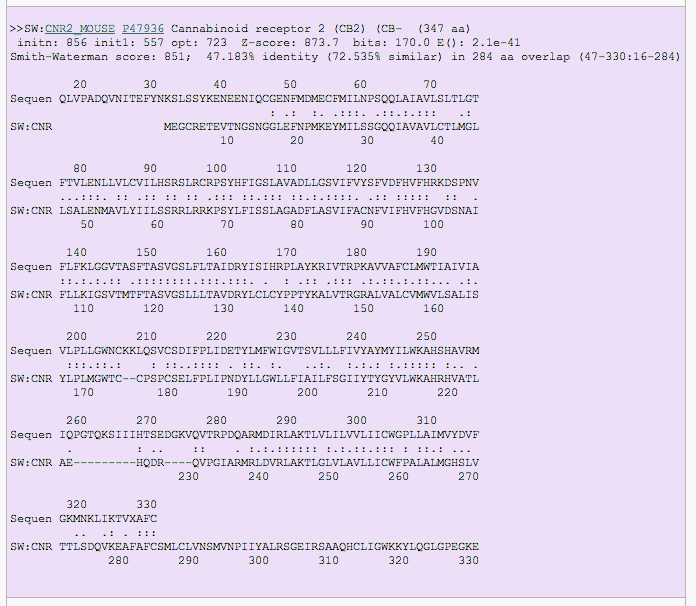 >>SW:CNR2_MOUSE P47936 Cannabinoid receptor 2 (CB2) (CB-  (347 aa)
 initn: 856 init1: 557 opt: 723  Z-score: 873.7  bits: 170.0 E(): 2.1e-41
Smith-Waterman score: 851;  47.183% identity (72.535% similar) in 284 aa overlap (47-330:16-284)
          20        30        40        50        60        70
Sequen QLVPADQVNITEFYNKSLSSYKENEENIQCGENFMDMECFMILNPSQQLAIAVLSLTLGT
                                     : .:   :  .:::. .::.:.:::   .:
SW:CNR                MEGCRETEVTNGSNGGLEFNPMKEYMILSSGQQIAVAVLCTLMGL
                               10        20        30        40
          80        90       100       110       120       130
Sequen FTVLENLLVLCVILHSRSLRCRPSYHFIGSLAVADLLGSVIFVYSFVDFHVFHRKDSPNV
       ...:::. :: .:: :: :: ::: :: ::.::.::.:::. :..:. ::::: ::   .
SW:CNR LSALENMAVLYIILSSRRLRRKPSYLFISSLAGADFLASVIFACNFVIFHVFHGVDSNAI
           50        60        70        80        90       100
         140       150       160       170       180       190
Sequen FLFKLGGVTASFTASVGSLFLTAIDRYISIHRPLAYKRIVTRPKAVVAFCLMWTIAIVIA
       ::.:.:.:: .:::::::::.:::.:::. .   : .:: .:: .:.:. .::.:... .
SW:CNR FLLKIGSVTMTFTASVGSLLLTAVDRYLCLCYPPTYKALVTRGRALVALCVMWVLSALIS
          110       120       130       140       150       160
         200       210       220       230       240       250
Sequen VLPLLGWNCKKLQSVCSDIFPLIDETYLMFWIGVTSVLLLFIVYAYMYILWKAHSHAVRM
        :::.::.:    : ::.::: :. .::  :.  :  ..:. :.: :.:.:::::  :..
SW:CNR YLPLMGWTC--CPSPCSELFPLIPNDYLLGWLLFIAILFSGIIYTYGYVLWKAHRHVATL
          170         180       190       200       210       220
         260       270       280       290       300       310
Sequen IQPGTQKSIIIHTSEDGKVQVTRPDQARMDIRLAKTLVLILVVLIICWGPLLAIMVYDVF
        .         : .    :: .  . :.:.:::::::.:.::.::: :  : :.. ...
SW:CNR AE---------HQDR----QVPGIARMRLDVRLAKTLGLVLAVLLICWFPALALMGHSLV
                           230       240       250       260       270
         320       330
Sequen GKMNKLIKTVXAFC
         ..  .: . :::
SW:CNR TTLSDQVKEAFAFCSMLCLVNSMVNPIIYALRSGEIRSAAQHCLIGWKKYLQGLGPEGKE
              280       290       300       310       320       330